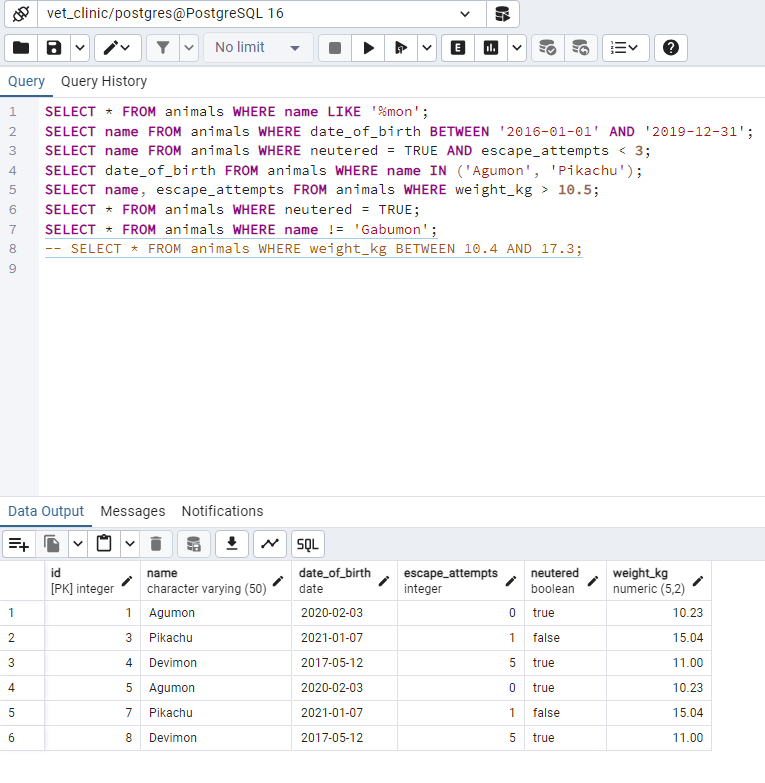 vet_clinic/postgres@PostgreSQL 16
No limit
E
Query Query History
1 SELECT * FROM animals WHERE name LIKE '%mon';
2 SELECT name FROM animals WHERE date_of_birth BETWEEN '2016-01-01' AND '2019-12-31';
3 SELECT name FROM animals WHERE neutered = TRUE AND escape_attempts < 3;
4 SELECT date_of_birth FROM animals WHERE name IN ('Agumon', 'Pikachu');
5 SELECT name, escape_attempts FROM animals WHERE weight_kg > 10.5;
6 SELECT * FROM animals WHERE neutered = TRUE;
7 SELECT * FROM animals WHERE name != 'Gabumon';
8 -- SELECT * FROM animals WHERE weight_kg BETWEEN 10.4 AND 17.3;
9
Data Output Messages Notifications
SQL
id name date_of_birth escape_attempts neutered weight_kg
[PK] integer character varying (50) date integer boolean numeric (5,2)
1 1 Agumon 2020-02-03 0 true 10.23
2 3 Pikachu 2021-01-07 1 false 15.04
3 4 Devimon 2017-05-12 5 true 11.00
4 5 Agumon 2020-02-03 0 true 10.23
5 7 Pikachu 2021-01-07 1 false 15.04
6 8 Devimon 2017-05-12 5 true 11.00